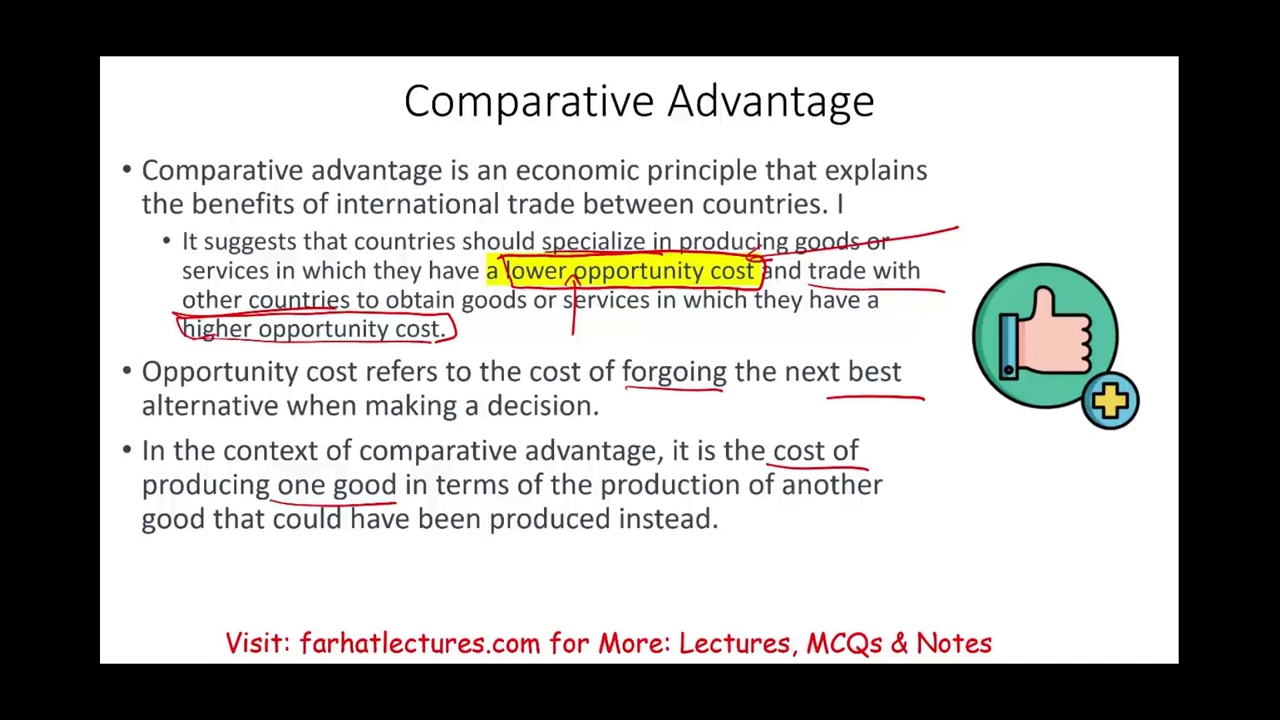 Comparative Advantage
• Comparative advantage is an economic principle that explains
the benefits of international trade between countries. I
• It suggests that countries should specialize in producing goods or
services in which they have a lower opportunity cost and trade with
other countries to obtain goods or services in which they have a
higher opportunity cost.
• Opportunity cost refers to the cost of forgoing the next best
alternative when making a decision.
• In the context of comparative advantage, it is the cost of
producing one good in terms of the production of another
good that could have been produced instead.
Visit: farhatlectures.com for More: Lectures, MCQs & Notes